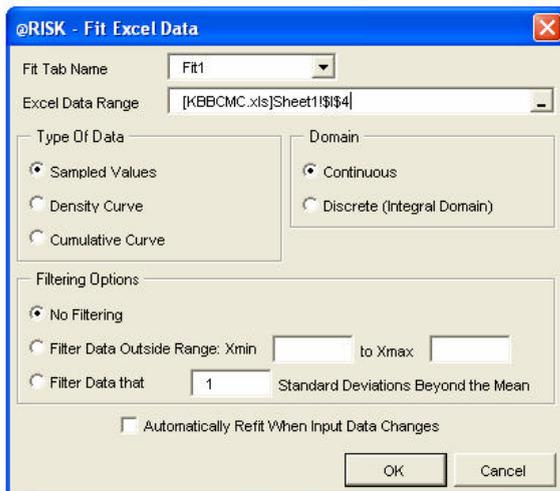 @RISK - Fit Excel Data
Fit Tab Name Fit1
Excel Data Range [KBBCMC.xls]Sheet1!$I$4
Type Of Data Domain
Sampled Values Continuous
Density Curve Discrete (Integral Domain)
Cumulative Curve
Filtering Options
No Filtering
Filter Data Outside Range: Xmin to Xmax
Filter Data that 1 Standard Deviations Beyond the Mean
Automatically Refit When Input Data Changes
OK Cancel